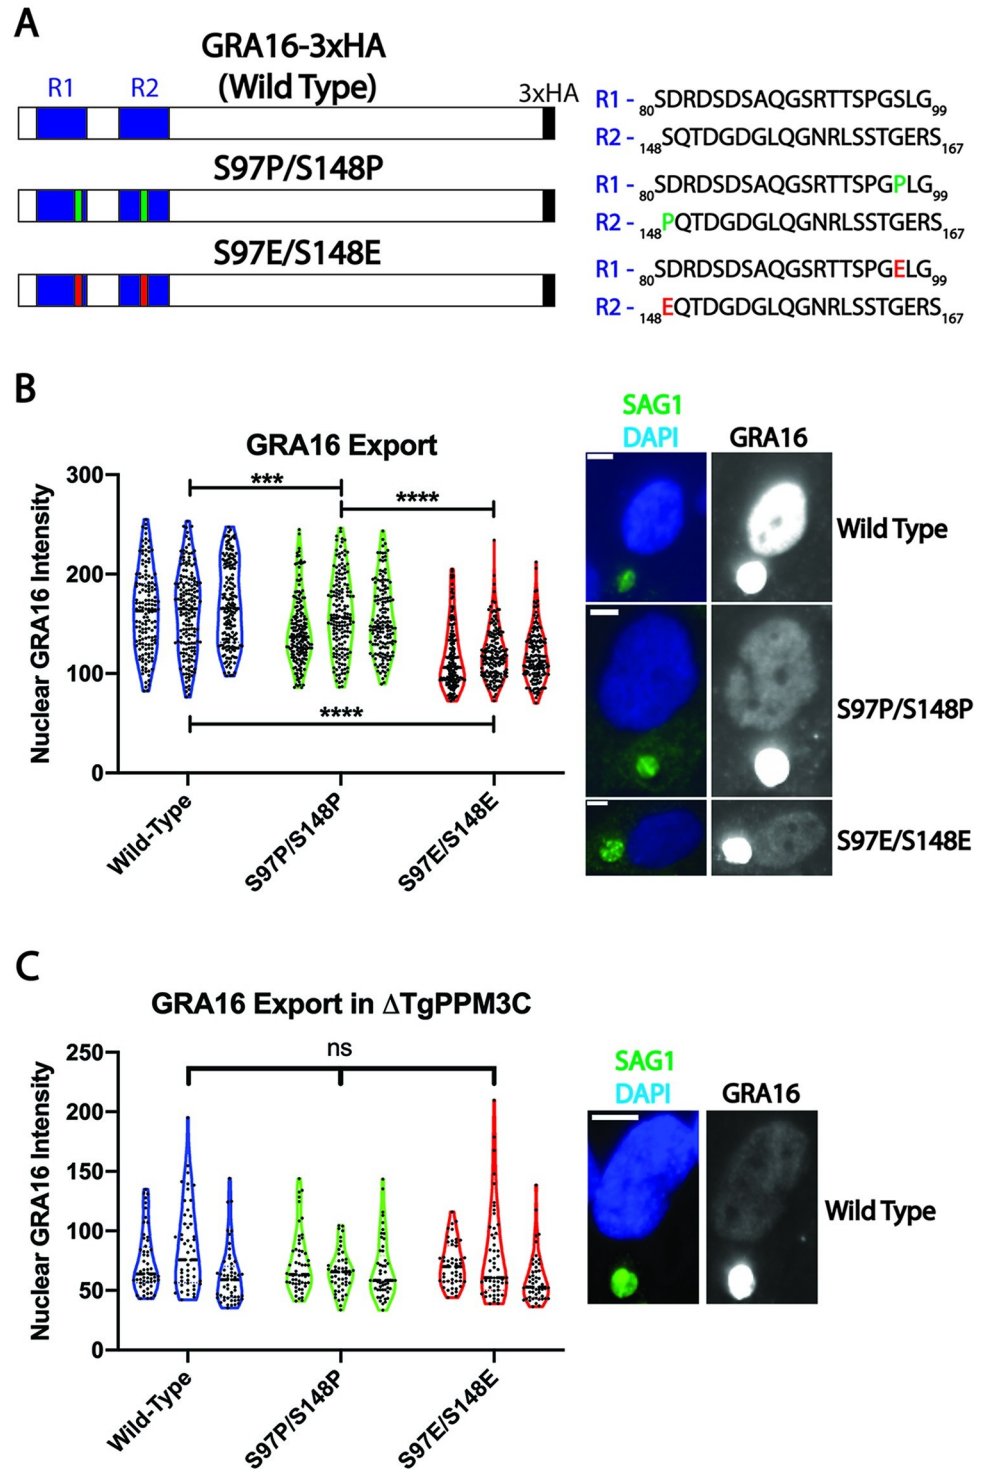 A
GRA16-3xHA
(Wild Type)
R1 R2 3xHA
S97P/S148P
S97E/S148E
R1 - 80SDRDSDSAQGSRTTSPGSLG99
R2 - 148SQTDGDGLQGNRLSSTGERS167
R1 - 80SDRDSDSAQGSRTTSPGPLG99
R2 - 148PQTDGDGLQGNRLSSTGERS167
R1 - 80SDRDSDSAQGSRTTSPGELG99
R2 - 148EQTDGDGLQGNRLSSTGERS167
B
GRA16 Export
Nuclear GRA16 Intensity
300
200
100
0
***
****
****
Wild-Type
S97P/S148P
S97E/S148E
SAG1
DAPI
GRA16
Wild Type
S97P/S148P
S97E/S148E
C
GRA16 Export in ΔTgPPM3C
Nuclear GRA16 Intensity
250
200
150
100
50
0
ns
Wild-Type
S97P/S148P
S97E/S148E
SAG1
DAPI
GRA16
Wild Type